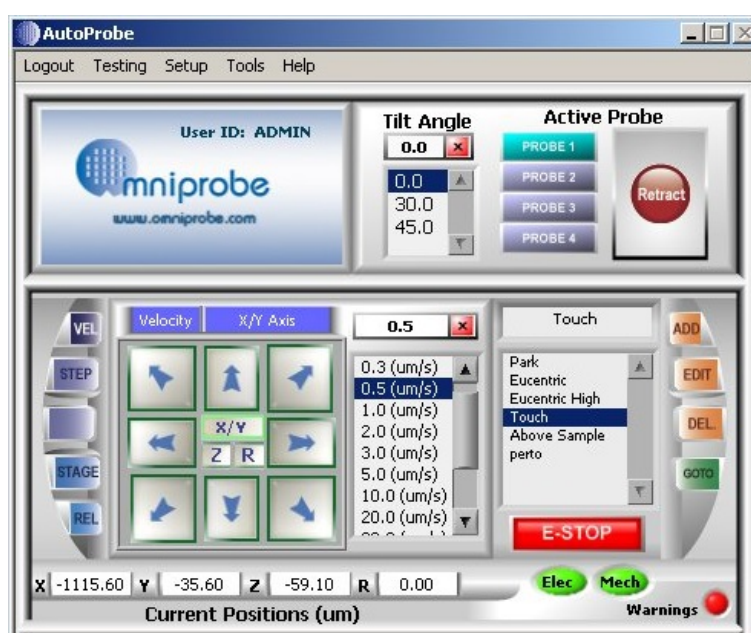 AutoProbe
Logout Testing Setup Tools Help
User ID: ADMIN
Omniprobe
www.omniprobe.com
Tilt Angle
0.0
0.0
30.0
45.0
Active Probe
PROBE 1
PROBE 2
PROBE 3
PROBE 4
Retract
VEL
STEP
STAGE
REL
Velocity X/Y Axis
X/Y
Z R
0.5
0.3 (um/s)
0.5 (um/s)
1.0 (um/s)
2.0 (um/s)
3.0 (um/s)
5.0 (um/s)
10.0 (um/s)
20.0 (um/s)
Touch
Park
Eucentric
Eucentric High
Touch
Above Sample
perto
E-STOP
ADD
EDIT
DEL.
GOTO
X -1115.60 Y -35.60 Z -59.10 R 0.00
Current Positions (um)
Elec Mech
Warnings